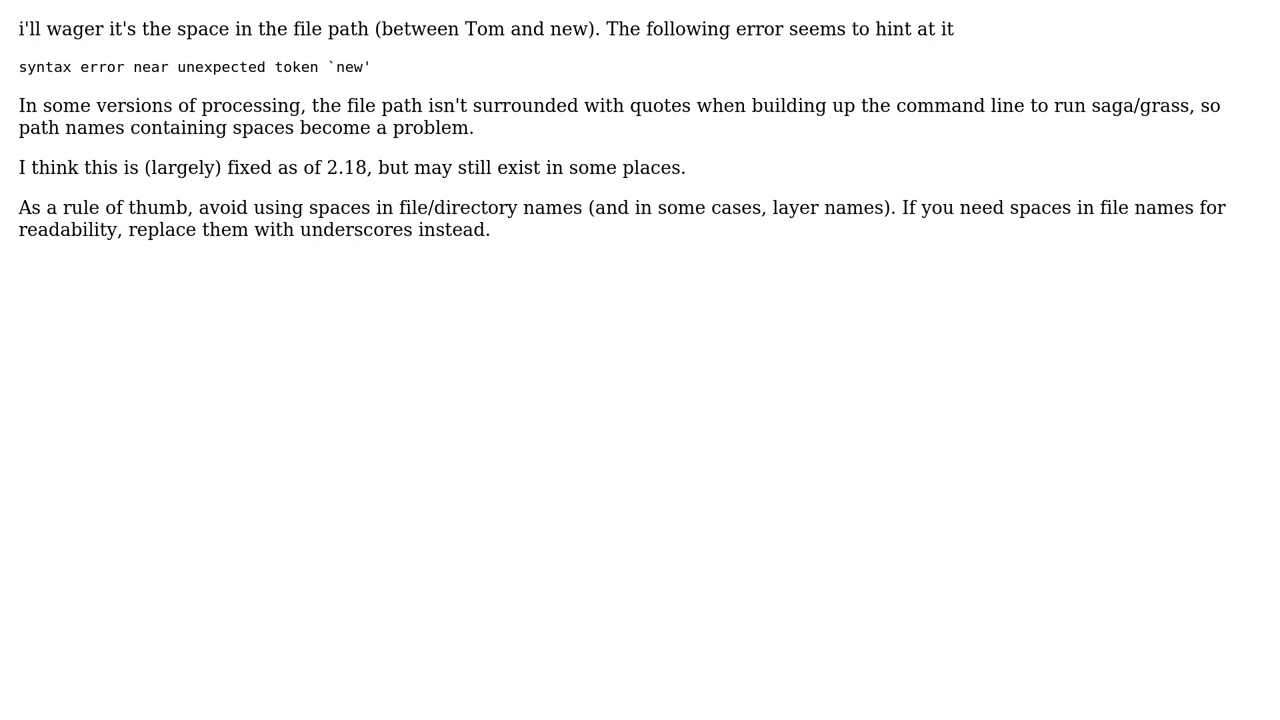 i'll wager it's the space in the file path (between Tom and new). The following error seems to hint at it
syntax error near unexpected token `new'
In some versions of processing, the file path isn't surrounded with quotes when building up the command line to run saga/grass, so
path names containing spaces become a problem.
I think this is (largely) fixed as of 2.18, but may still exist in some places.
As a rule of thumb, avoid using spaces in file/directory names (and in some cases, layer names). If you need spaces in file names for
readability, replace them with underscores instead.